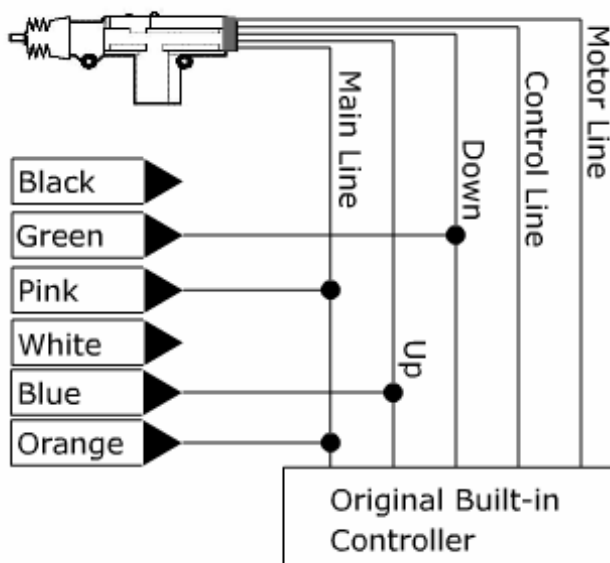 Motor Line
Control Line
Down
Main Line
Up
Black
Green
Pink
White
Blue
Orange
Original Built-in
Controller